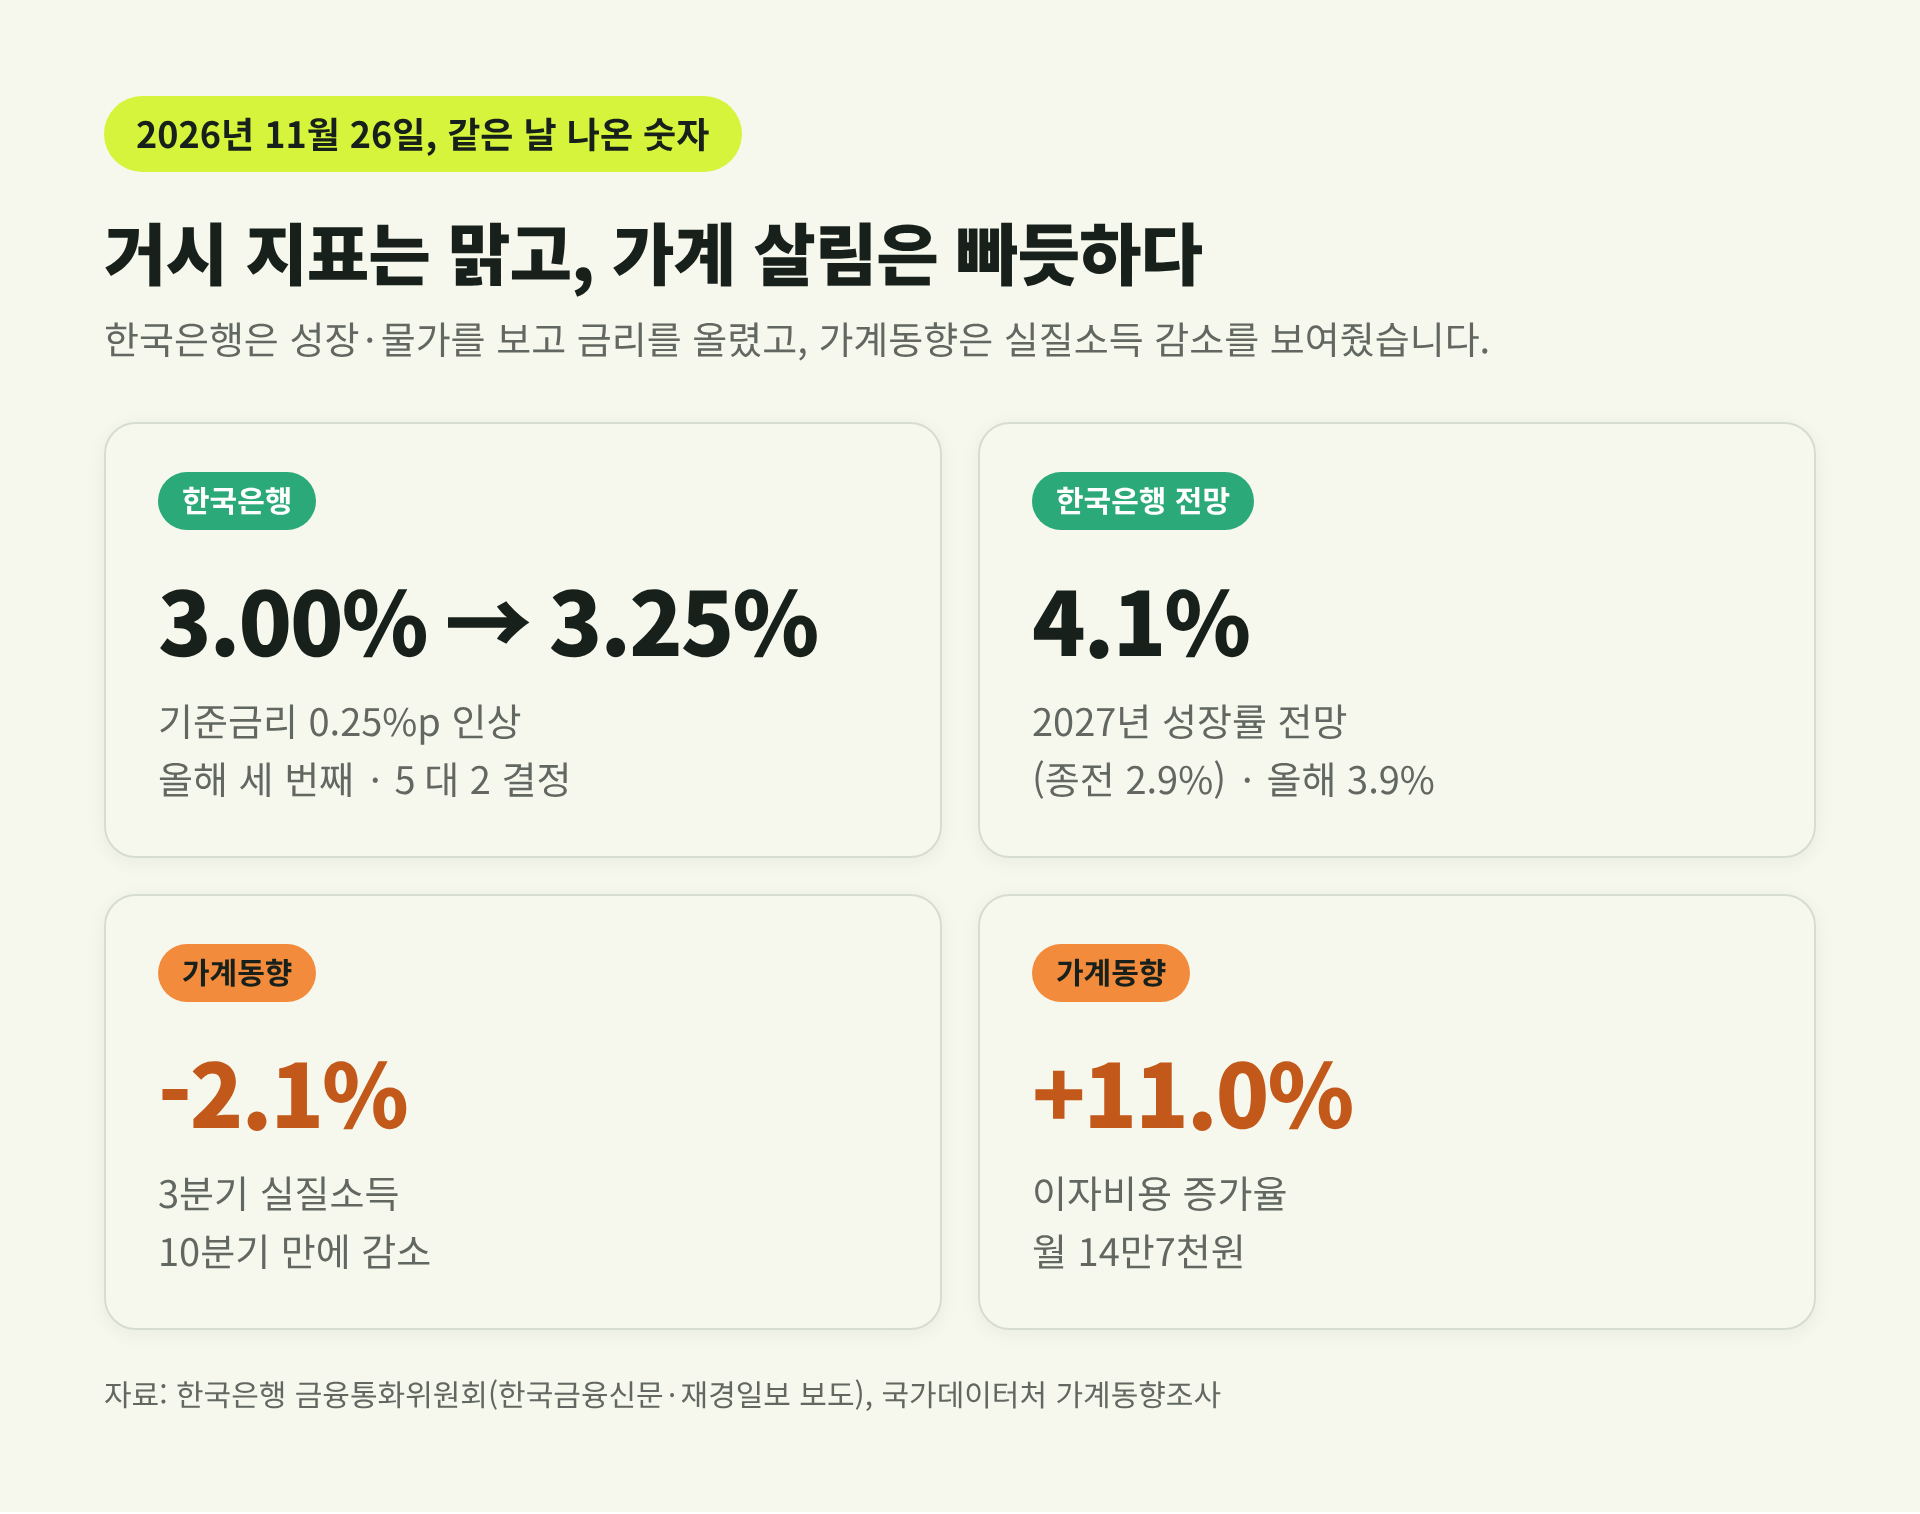 2026년 11월 26일, 같은 날 나온 숫자
거시 지표는 맑고, 가계 살림은 빠듯하다
한국은행은 성장·물가를 보고 금리를 올렸고, 가계동향은 실질소득 감소를 보여줬습니다.
한국은행
3.00% → 3.25%
기준금리 0.25%p 인상
올해 세 번째 · 5 대 2 결정
한국은행 전망
4.1%
2027년 성장률 전망
(종전 2.9%) · 올해 3.9%
가계동향
-2.1%
3분기 실질소득
10분기 만에 감소
가계동향
+11.0%
이자비용 증가율
월 14만7천원
자료: 한국은행 금융통화위원회(한국금융신문·재경일보 보도), 국가데이터처 가계동향조사